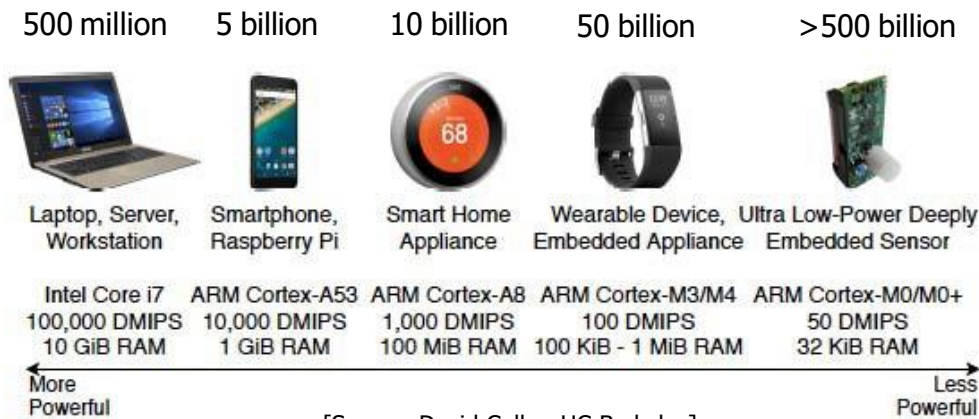 500 million 5 billion 10 billion 50 billion >500 billion
68
Laptop, Server, Smartphone, Smart Home Wearable Device, Ultra Low-Power Deeply
Workstation Raspberry Pi Appliance Embedded Appliance Embedded Sensor
Intel Core i7 ARM Cortex-A53 ARM Cortex-A8 ARM Cortex-M3/M4 ARM Cortex-M0/M0+
100,000 DMIPS 10,000 DMIPS 1,000 DMIPS 100 DMIPS 50 DMIPS
10 GiB RAM 1 GiB RAM 100 MiB RAM 100 KiB - 1 MiB RAM 32 KiB RAM
More Less
Powerful Powerful